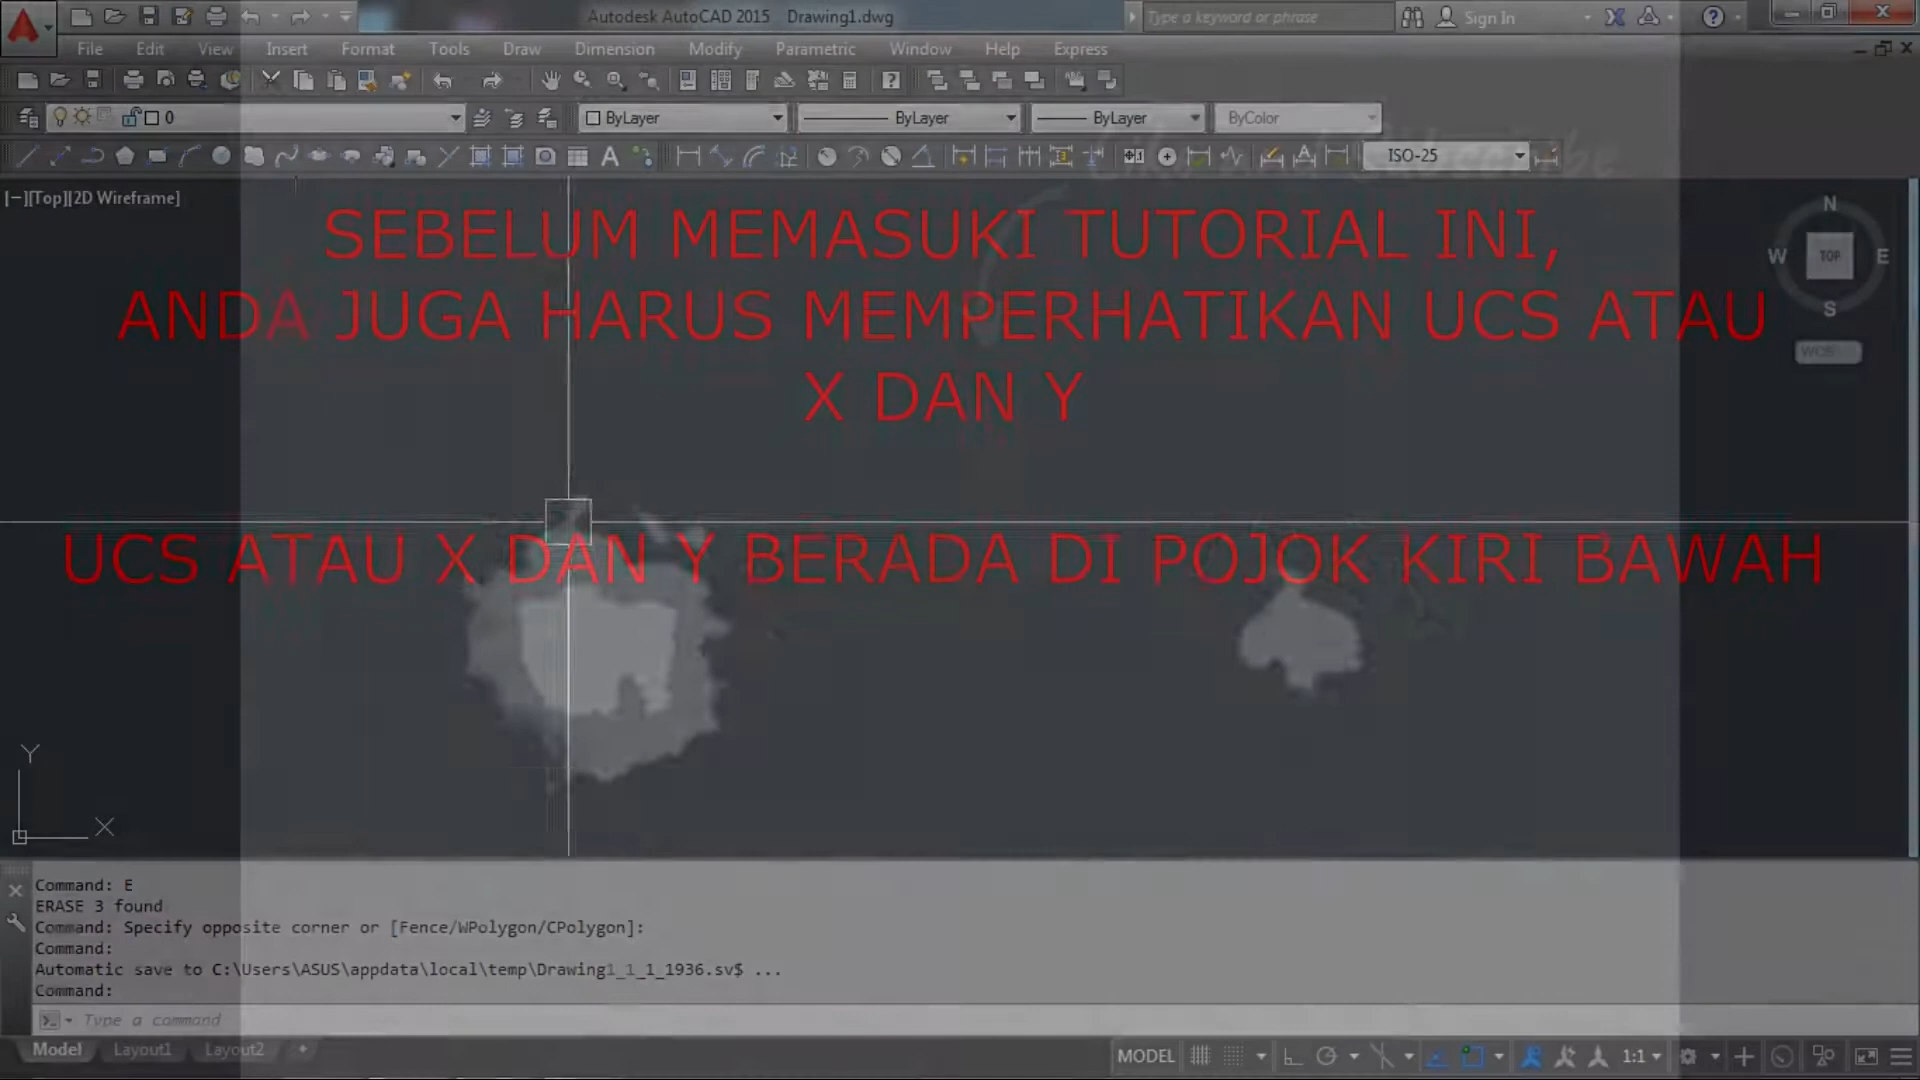 Autodesk AutoCAD 2015 Drawing1.dwg
Type a keyword or phrase
Sign In
File Edit View Insert Format Tools Draw Dimension Modify Parametric Window Help Express
0
ByLayer
ByLayer
ByLayer
ByColor
ISO-25
[−][Top][2D Wireframe]
N
W TOP E
S
WCS
SEBELUM MEMASUKI TUTORIAL INI,
ANDA JUGA HARUS MEMPERHATIKAN UCS ATAU
X DAN Y
UCS ATAU X DAN Y BERADA DI POJOK KIRI BAWAH
Y
X
Command: E
ERASE 3 found
Command: Specify opposite corner or [Fence/WPolygon/CPolygon]:
Command:
Automatic save to C:\Users\ASUS\appdata\local\temp\Drawing1_1_1_1936.sv$ ...
Command:
Type a command
Model Layout1 Layout2 +
MODEL
1:1